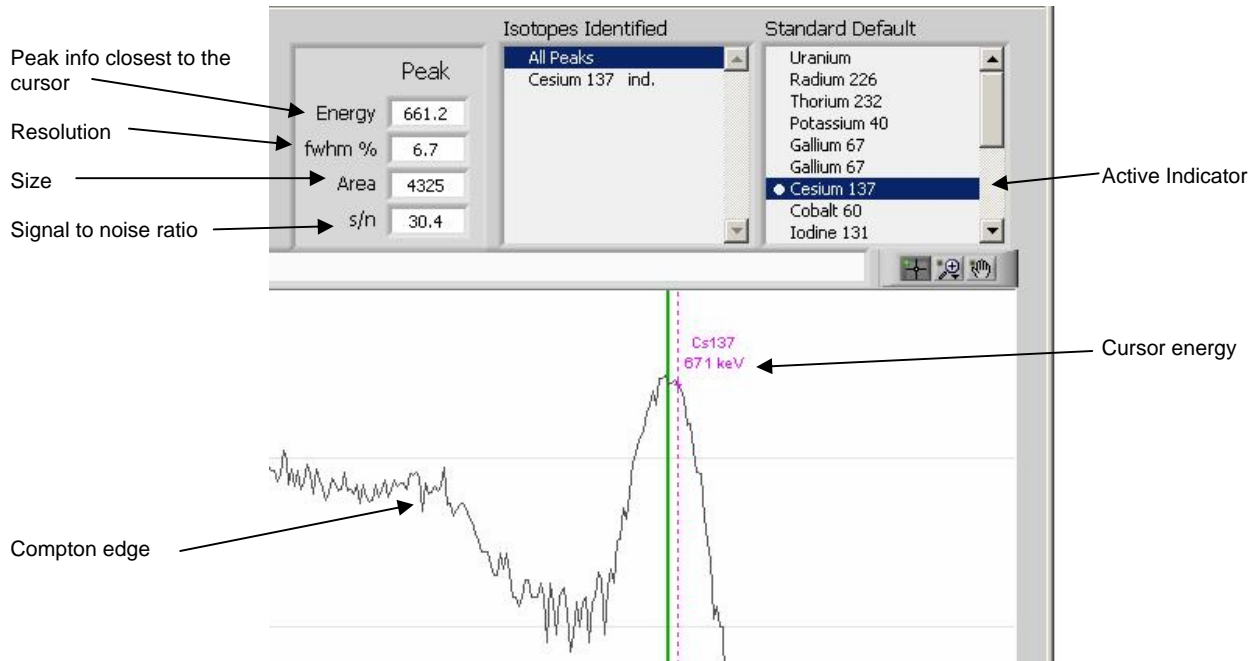 Isotopes Identified
Standard Default
Peak info closest to the
cursor
Resolution
Size
Signal to noise ratio
Peak
Energy 661.2
fwhm % 6.7
Area 4325
s/n 30.4
All Peaks
Cesium 137 ind.
Uranium
Radium 226
Thorium 232
Potassium 40
Gallium 67
Gallium 67
Cesium 137
Cobalt 60
Iodine 131
Active Indicator
Cs137
671 keV
Cursor energy
Compton edge